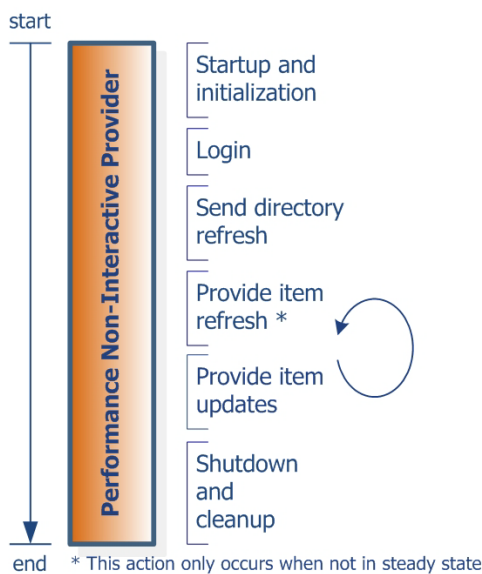 start
Performance Non-Interactive Provider
Startup and
initialization
Login
Send directory
refresh
Provide item
refresh *
Provide item
updates
Shutdown
and
cleanup
end
* This action only occurs when not in steady state